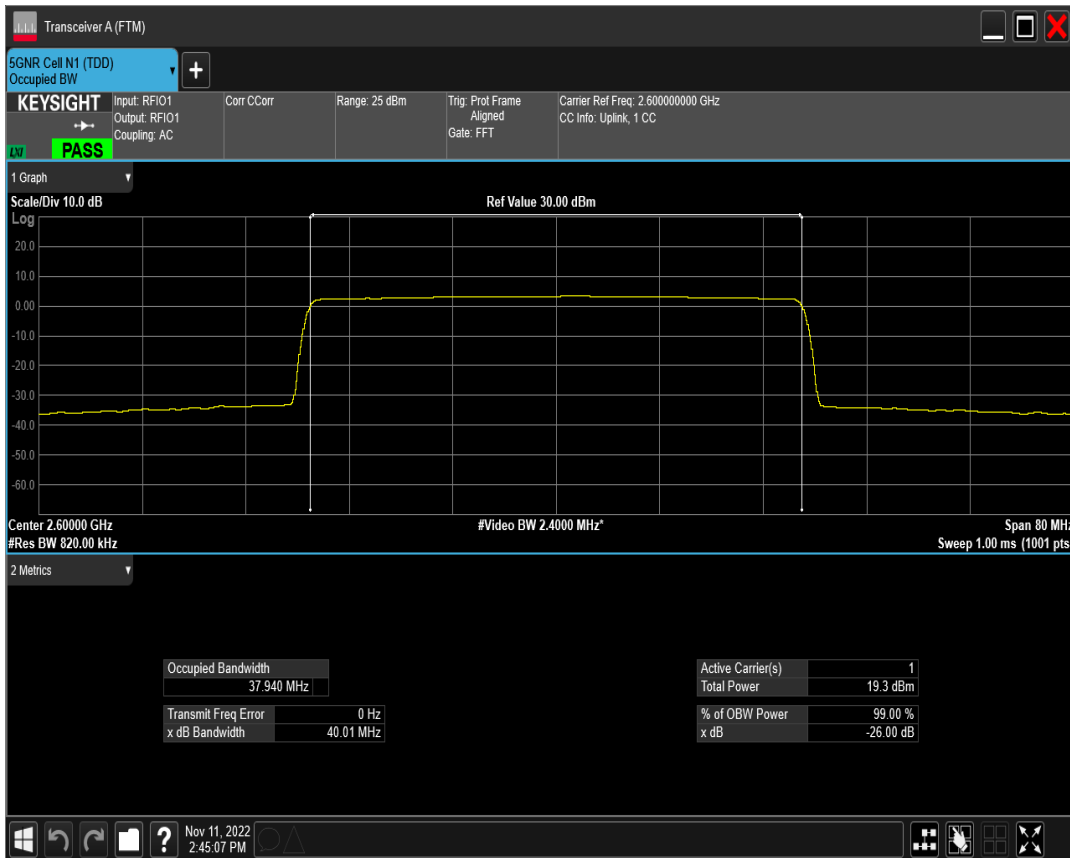 Transceiver A (FTM)
5GNR Cell N1 (TDD)
Occupied BW
+
KEYSIGHT
LXI
PASS
Input: RFIO1
Output: RFIO1
Coupling: AC
Corr CCorr
Range: 25 dBm
Trig: Prot Frame
Aligned
Gate: FFT
Carrier Ref Freq: 2.600000000 GHz
CC Info: Uplink, 1 CC
1 Graph
Scale/Div 10.0 dB
Ref Value 30.00 dBm
Log
20.0
10.0
0.00
-10.0
-20.0
-30.0
-40.0
-50.0
-60.0
Center 2.60000 GHz
#Video BW 2.4000 MHz*
Span 80 MHz
#Res BW 820.00 kHz
Sweep 1.00 ms (1001 pts
2 Metrics
Occupied Bandwidth
37.940 MHz
Transmit Freq Error 0 Hz
x dB Bandwidth 40.01 MHz
Active Carrier(s) 1
Total Power 19.3 dBm
% of OBW Power 99.00 %
x dB -26.00 dB
?
Nov 11, 2022
2:45:07 PM